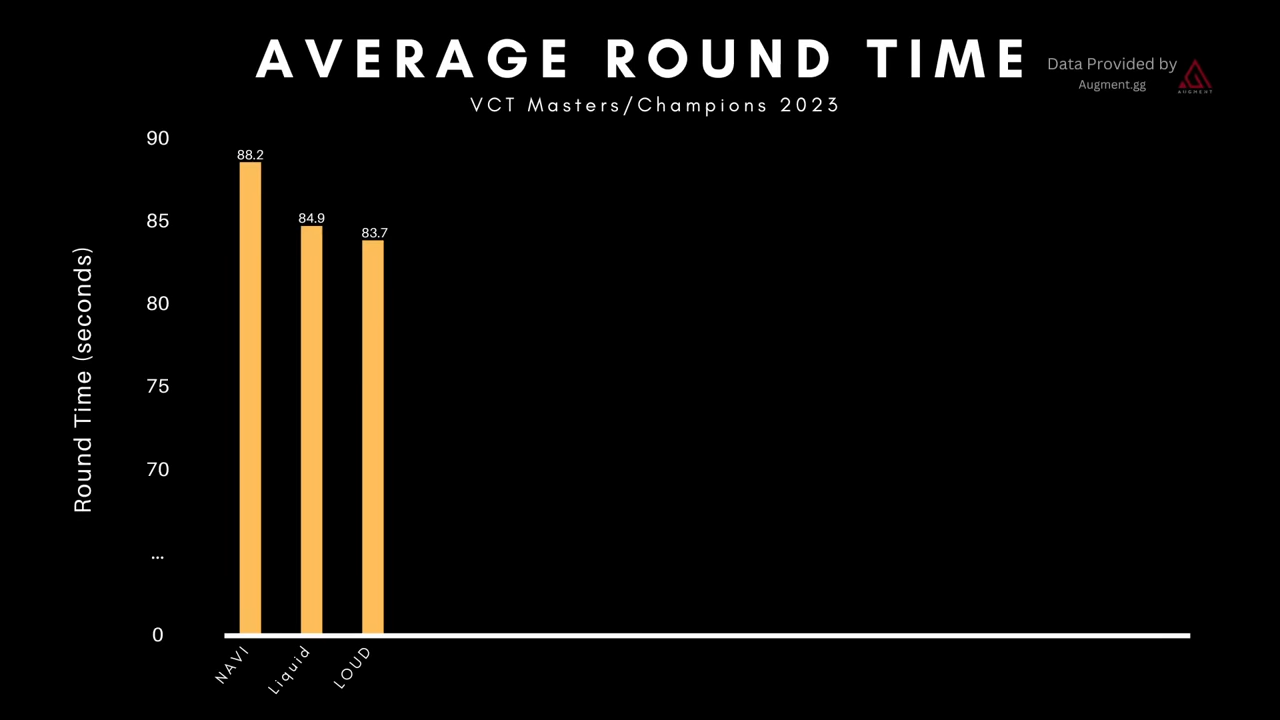 AVERAGE ROUND TIME
VCT Masters/Champions 2023
Data Provided by
Augment.gg
AUGMENT
Round Time (seconds)
90
85
80
75
70
...
0
88.2
84.9
83.7
NAVI
Liquid
LOUD